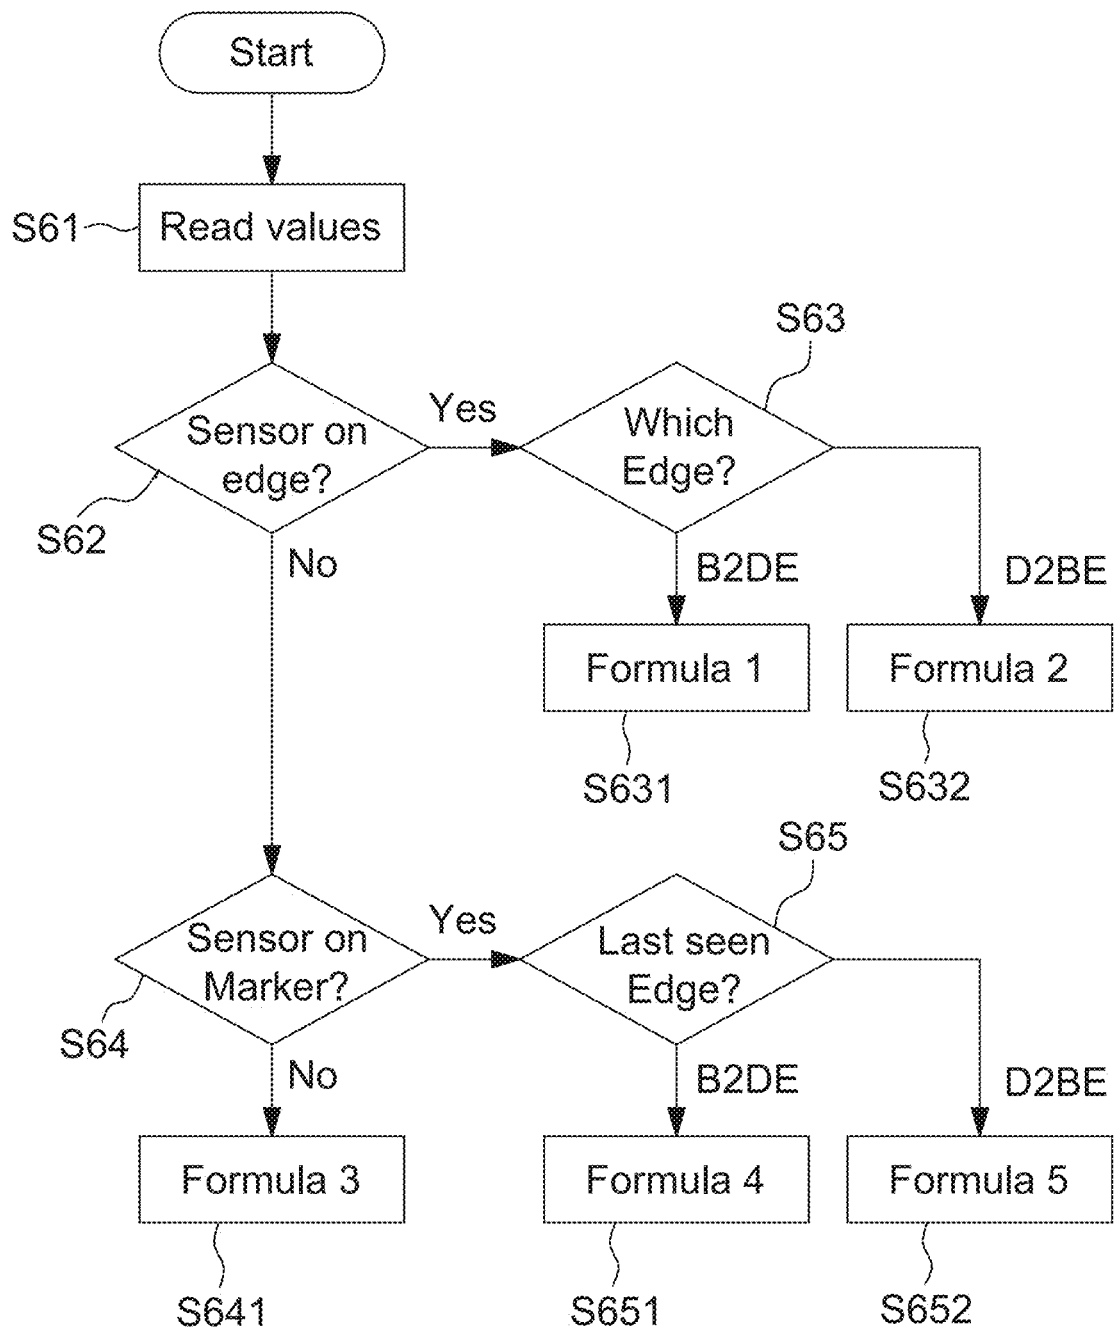 Start
S61
Read values
S63
Sensor on
edge?
Yes
Which
Edge?
S62
No
B2DE
D2BE
Formula 1
Formula 2
S631
S632
S65
Sensor on
Marker?
Yes
Last seen
Edge?
S64
No
B2DE
D2BE
Formula 3
Formula 4
Formula 5
S641
S651
S652